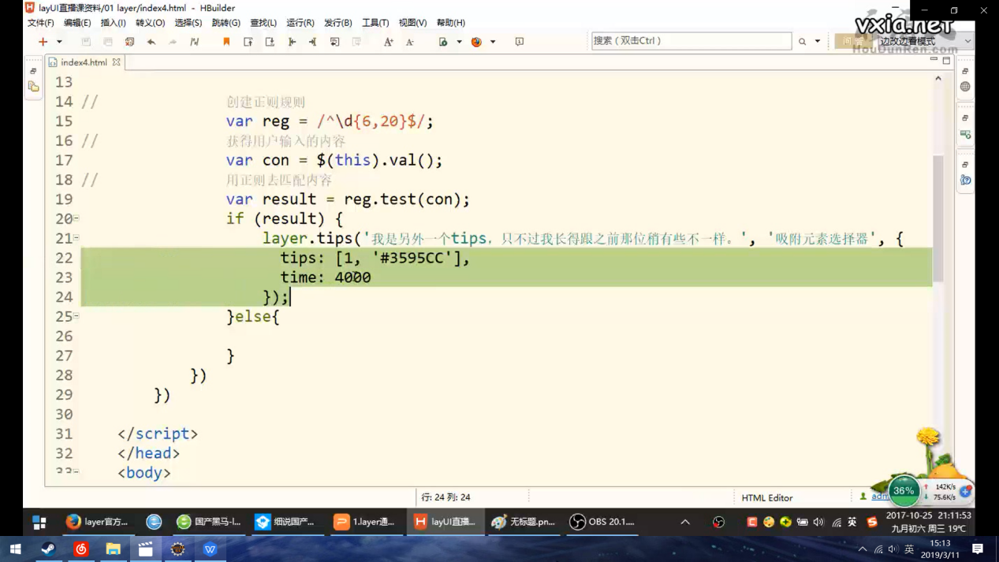 layUI直播课资料/01 layer/index4.html - HBuilder
文件(F) 编辑(E) 插入(I) 转义(O) 选择(S) 跳转(G) 查找(L) 运行(R) 发行(B) 工具(T) 视图(V) 帮助(H)
vxia.net
HouDunRen.com
搜索（双击Ctrl）
边改边看模式
index4.html
13
14 // 创建正则规则
15 var reg = /^\d{6,20}$/;
16 // 获得用户输入的内容
17 var con = $(this).val();
18 // 用正则去匹配内容
19 var result = reg.test(con);
20 if (result) {
21 layer.tips('我是另外一个tips，只不过我长得跟之前那位稍有些不一样。', '吸附元素选择器', {
22 tips: [1, '#3595CC'],
23 time: 4000
24 });
25 }else{
26
27 }
28 })
29 })
30
31 </script>
32 </head>
33 <body>
行: 24 列: 24
HTML Editor
36%
142K/s
75.6K/s
layer官方...
国产黑马-l...
细说国产...
1.layer通...
layUI直播...
无标题.pn...
OBS 20.1....
英
2017-10-25 21:11:53
九月初六 周三 19℃
英
15:13
2019/3/11